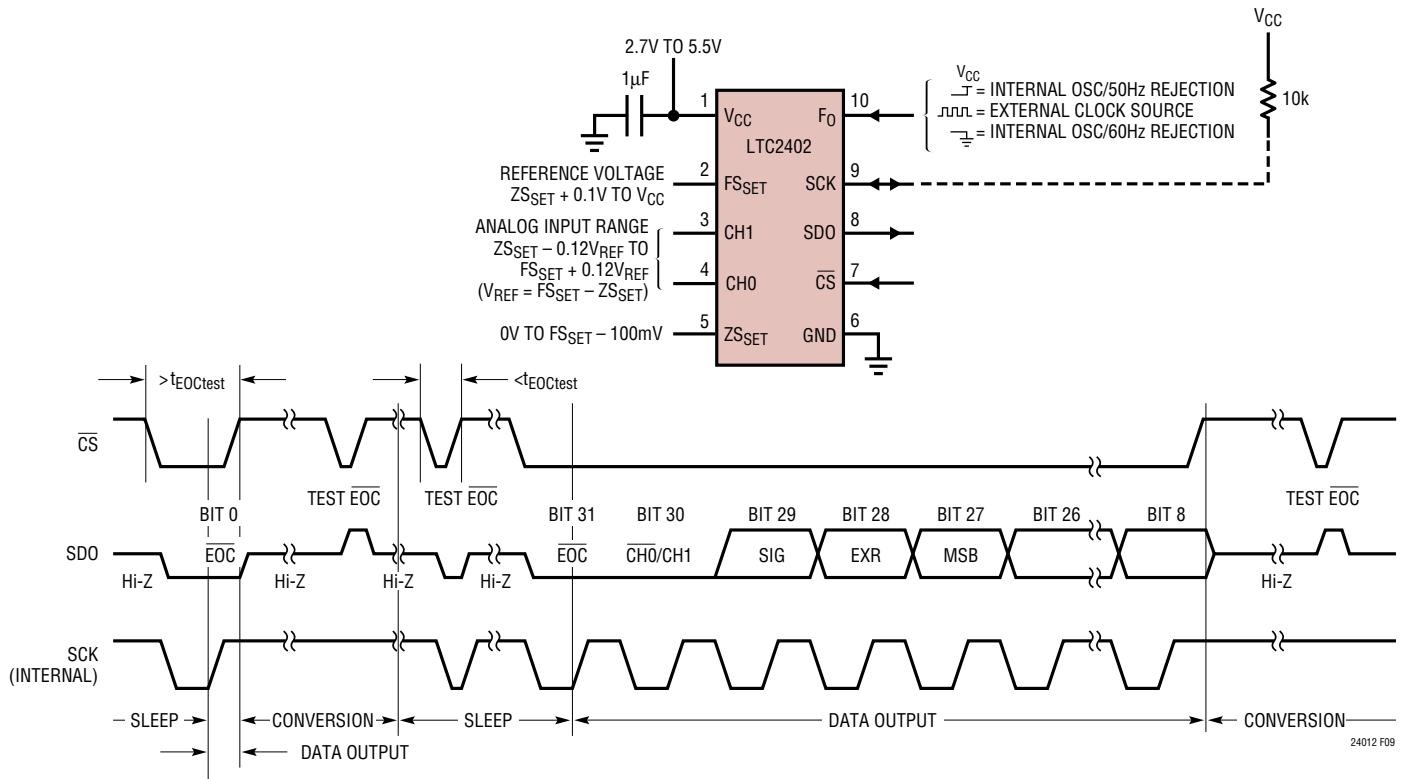 VCC
2.7V TO 5.5V
1µF
VCC
= INTERNAL OSC/50Hz REJECTION
= EXTERNAL CLOCK SOURCE
= INTERNAL OSC/60Hz REJECTION
10k
1
VCC
FO
10
LTC2402
REFERENCE VOLTAGE
ZSSET + 0.1V TO VCC
2
FSSET
SCK
9
ANALOG INPUT RANGE
ZSSET – 0.12VREF TO
FSSET + 0.12VREF
(VREF = FSSET – ZSSET)
3
CH1
SDO
8
4
CH0
CS
7
0V TO FSSET – 100mV
5
ZSSET
GND
6
>tEOCtest
<tEOCtest
CS
TEST EOC
TEST EOC
TEST EOC
BIT 0
BIT 31
BIT 30
BIT 29
BIT 28
BIT 27
BIT 26
BIT 8
SDO
EOC
EOC
CH0/CH1
SIG
EXR
MSB
Hi-Z
Hi-Z
Hi-Z
Hi-Z
Hi-Z
SCK
(INTERNAL)
SLEEP
CONVERSION
SLEEP
DATA OUTPUT
CONVERSION
DATA OUTPUT
24012 F09